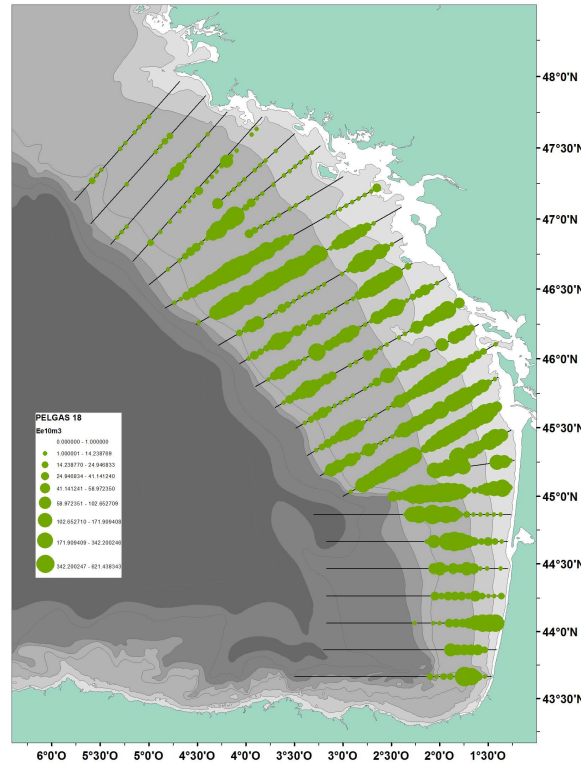 48°0'N
47°30'N
47°0'N
46°30'N
46°0'N
45°30'N
45°0'N
44°30'N
44°0'N
43°30'N
PELGAS 18
Ee10m3
0.000000 - 1.000000
1.000001 - 14.238769
14.238770 - 24.946833
24.946834 - 41.141240
41.141241 - 58.972350
58.972351 - 102.652709
102.652710 - 171.909408
171.909409 - 342.200246
342.200247 - 621.438343
6°0'O 5°30'O 5°0'O 4°30'O 4°0'O 3°30'O 3°0'O 2°30'O 2°0'O 1°30'O